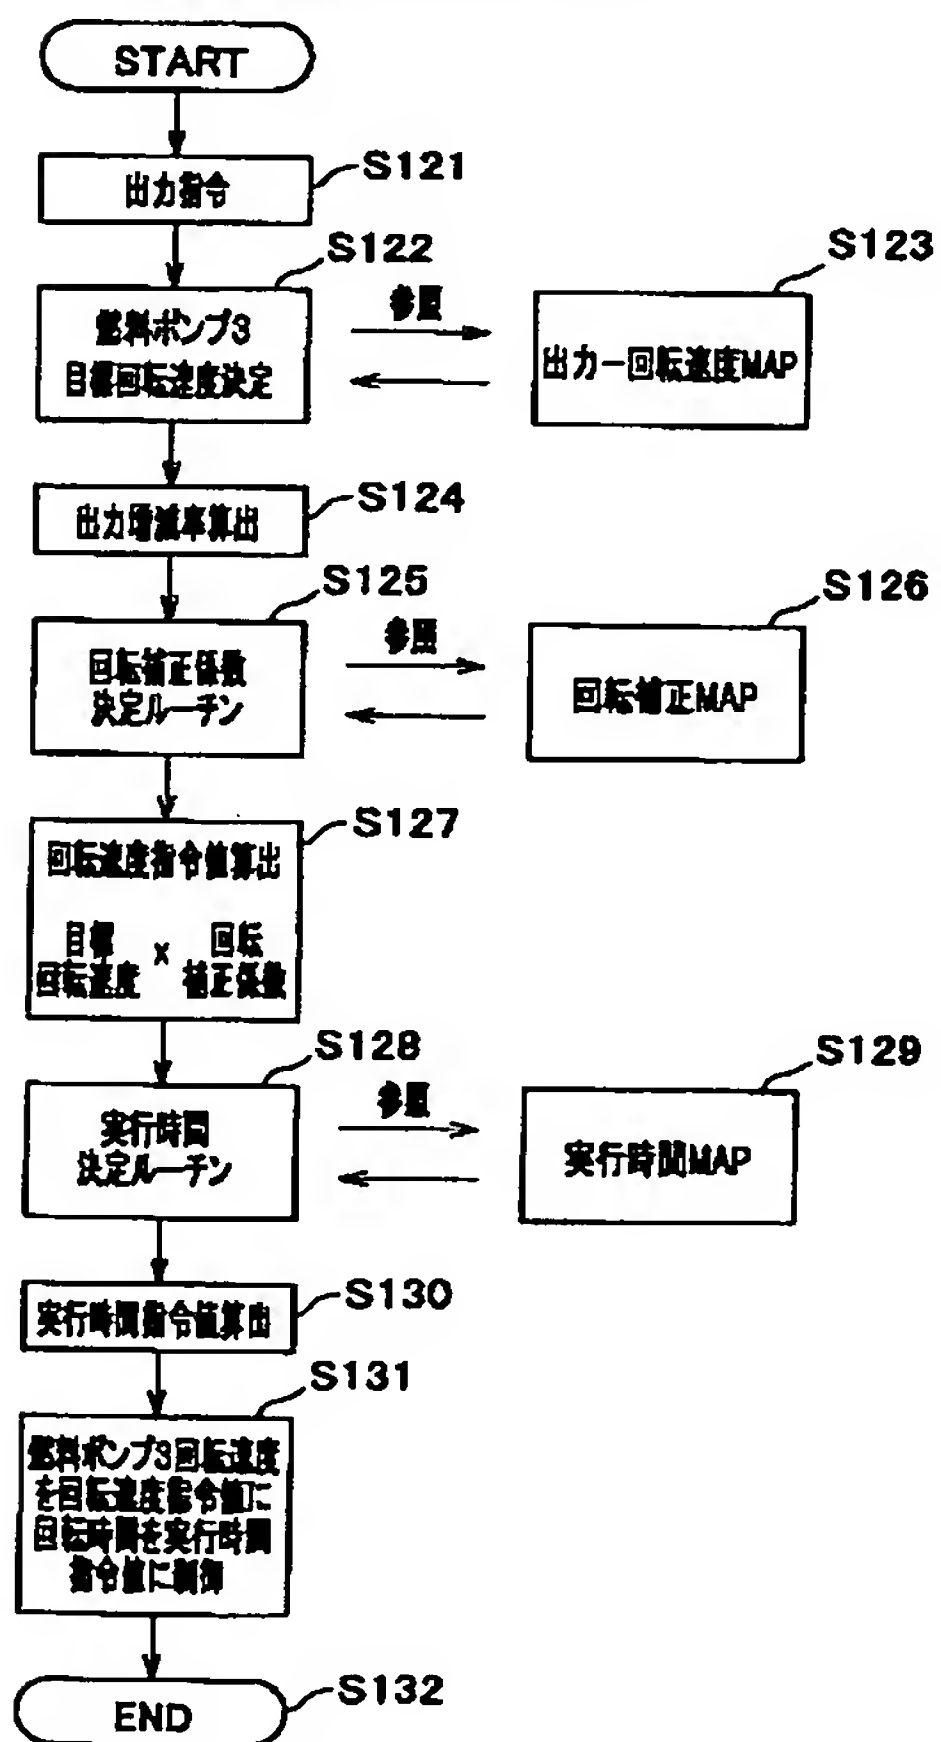 START
S121
出力指令
S122
燃料ポンプ3
目標回転速度決定
参照
S123
出力ー回転速度MAP
S124
出力増減率算出
S125
回転補正係数
決定ルーチン
参照
S126
回転補正MAP
S127
回転速度指令値算出
目標 回転
回転速度 × 補正係数
S128
実行時間
決定ルーチン
参照
S129
実行時間MAP
S130
実行時間指令値算出
S131
燃料ポンプ3回転速度
を回転速度指令値に
回転時間を実行時間
指令値に制御
END
S132